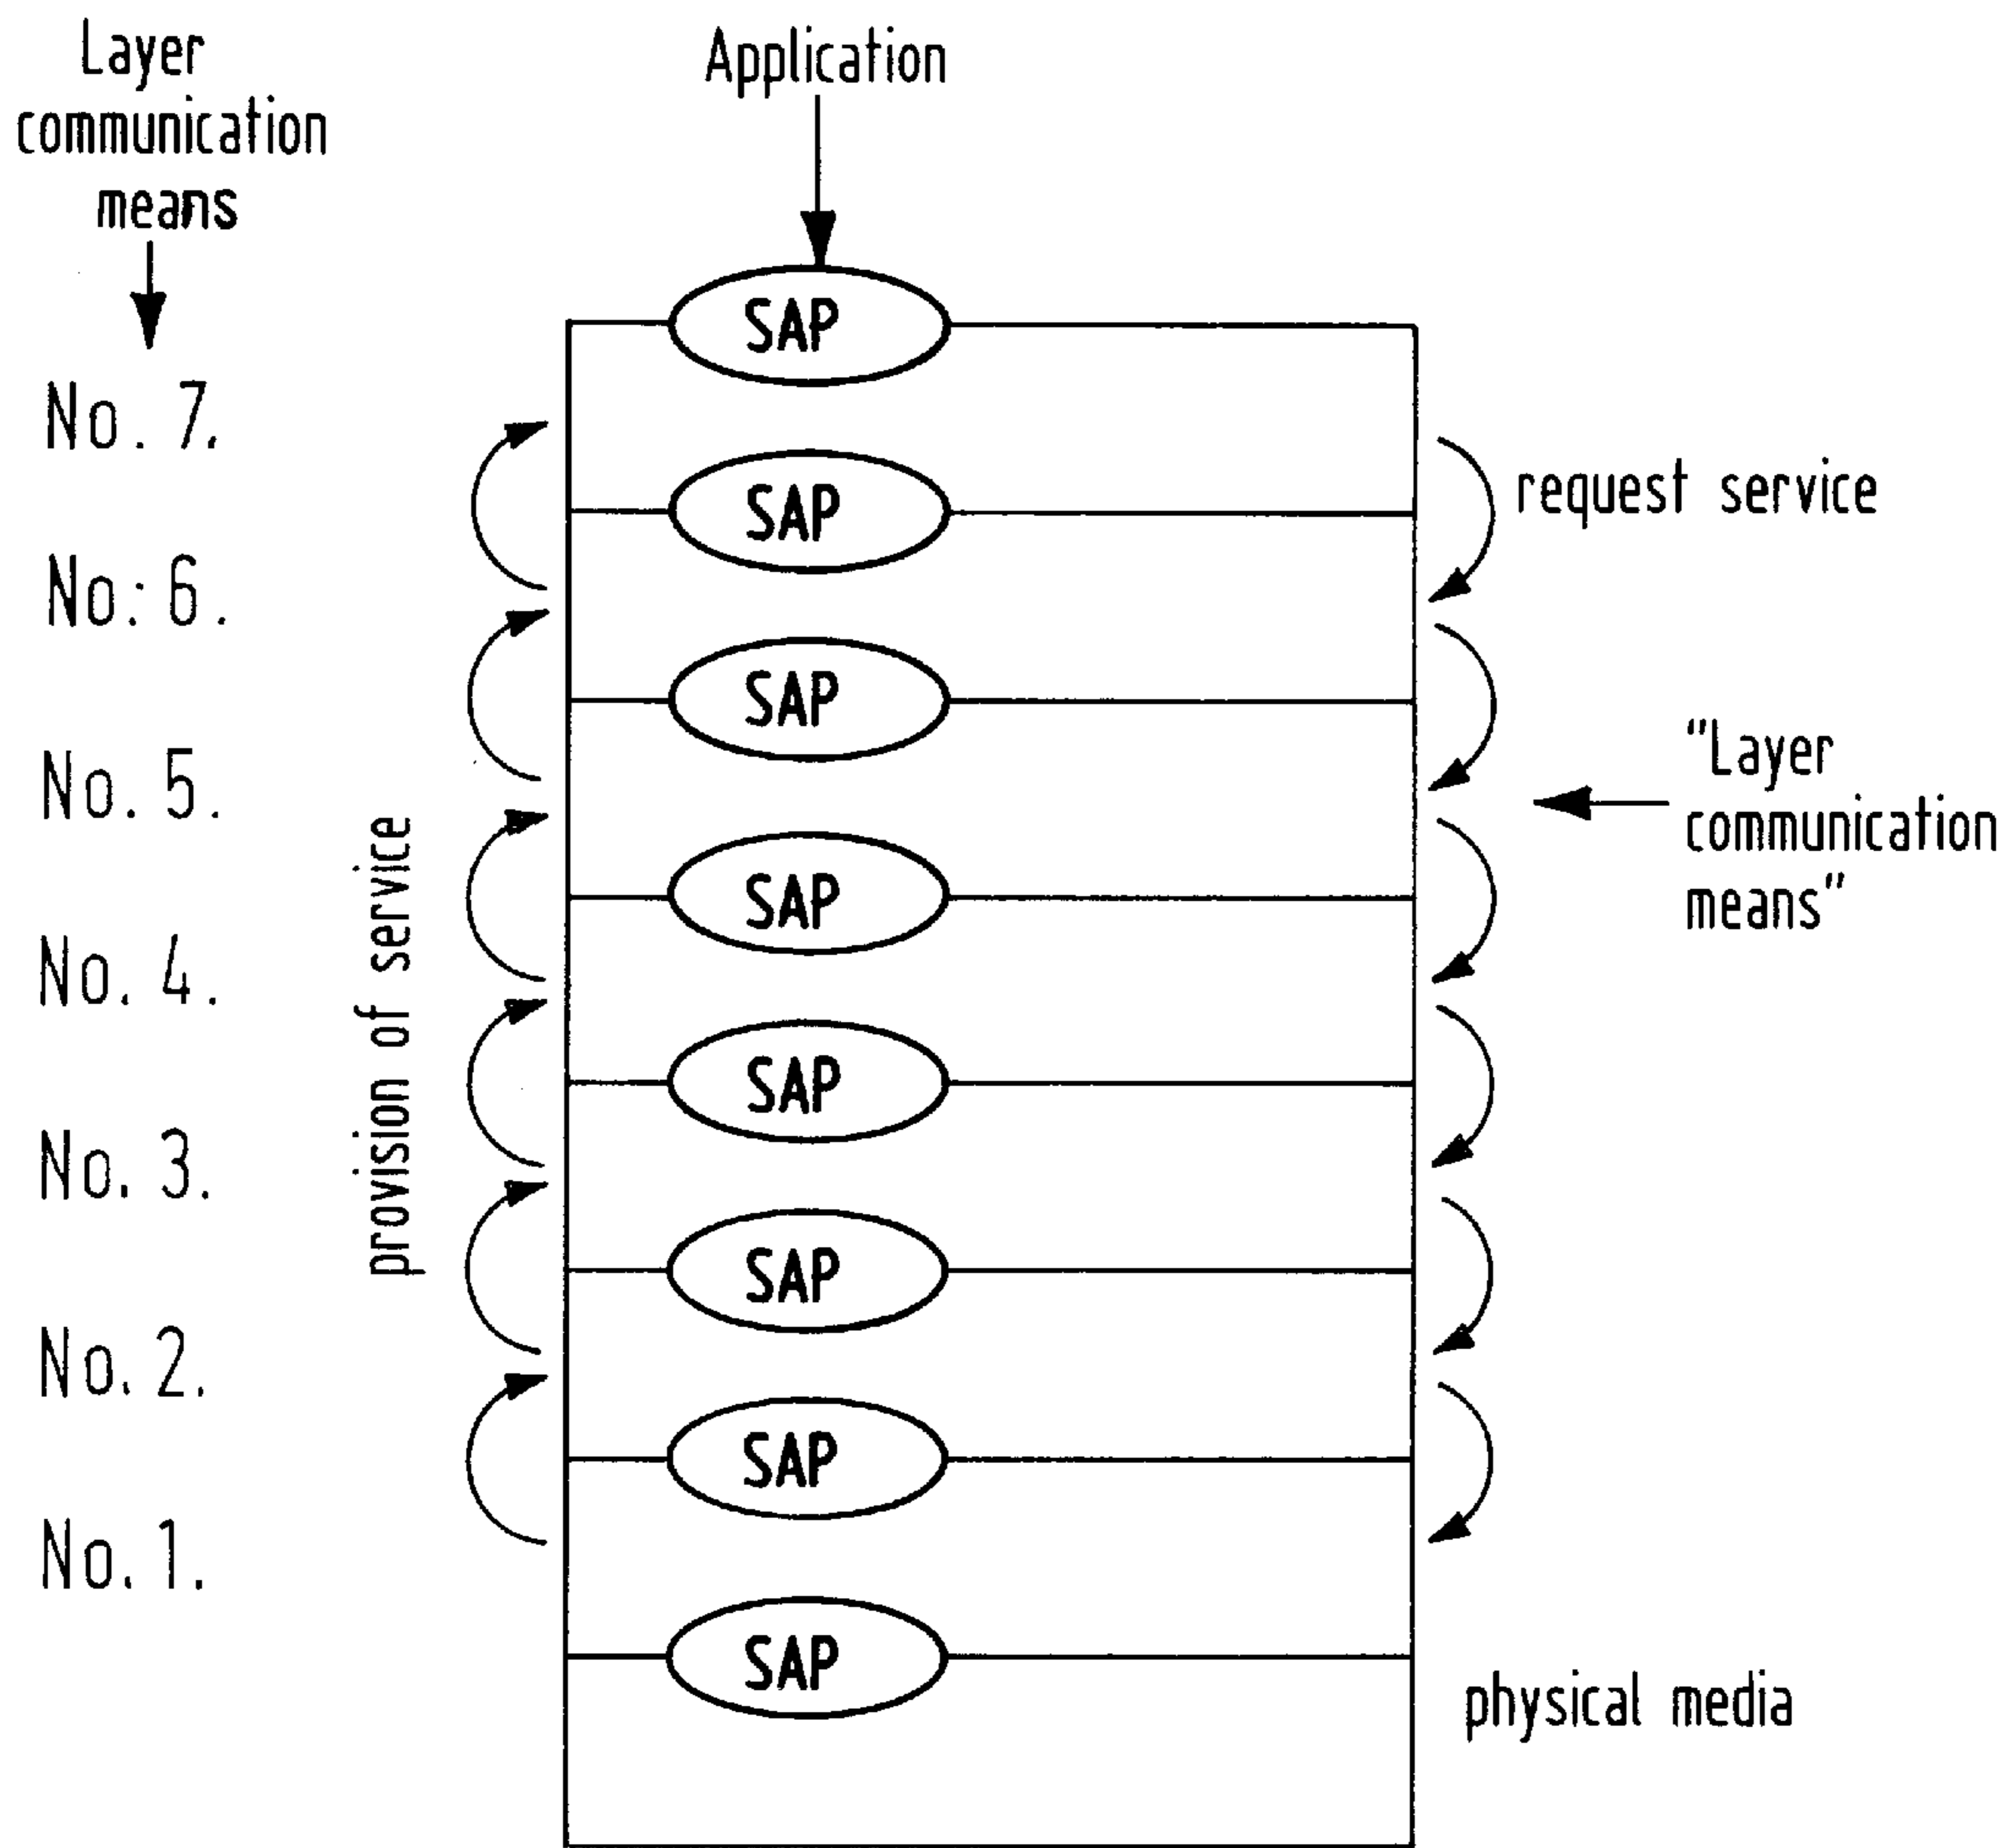 Layer
communication
means
Application
SAP
No. 7.
SAP
request service
No. 6.
SAP
"Layer
communication
means"
No. 5.
provision of service
SAP
No. 4.
SAP
No. 3.
SAP
No. 2.
SAP
No. 1.
SAP
physical media